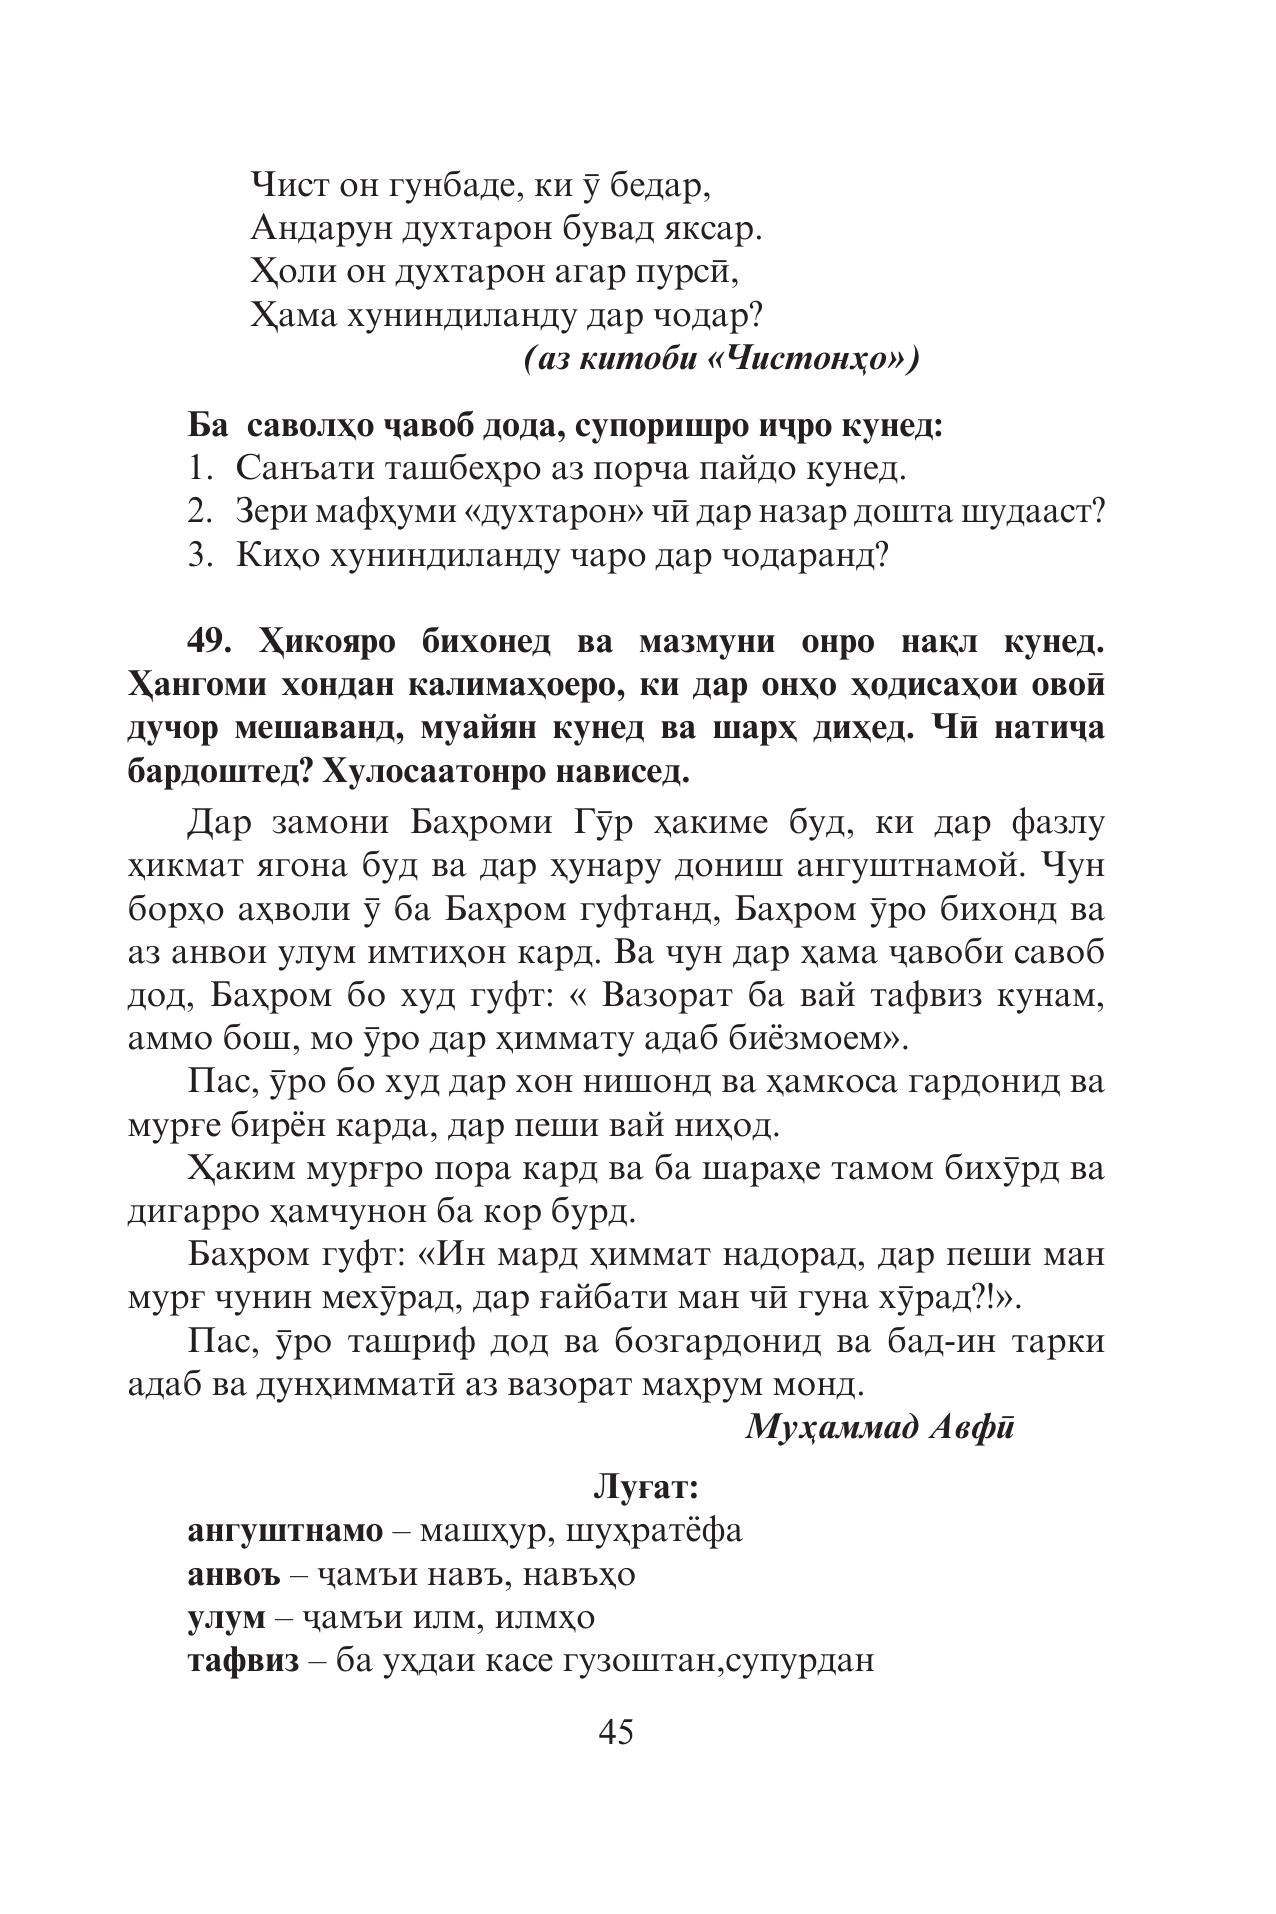 Чист он гунбаде, ки ӯ бедар,
Андарун духтарон бувад яксар.
Ҳоли он духтарон агар пурсӣ,
Ҳама хуниндиланду дар чодар?
(аз китоби «Чистонҳо»)
Ба саволҳо ҷавоб дода, супоришро иҷро кунед:
1. Санъати ташбеҳро аз порча пайдо кунед.
2. Зери мафҳуми «духтарон» чӣ дар назар дошта шудааст?
3. Киҳо хуниндиланду чаро дар чодаранд?
49. Ҳикояро бихонед ва мазмуни онро нақл кунед.
Ҳангоми хондан калимаҳоеро, ки дар онҳо ҳодисаҳои овоӣ
дучор мешаванд, муайян кунед ва шарҳ диҳед. Чӣ натиҷа
бардоштед? Хулосаатонро нависед.
Дар замони Баҳроми Гӯр ҳакиме буд, ки дар фазлу
ҳикмат ягона буд ва дар ҳунару дониш ангуштнамой. Чун
борҳо аҳволи ӯ ба Баҳром гуфтанд, Баҳром ӯро бихонд ва
аз анвои улум имтиҳон кард. Ва чун дар ҳама ҷавоби савоб
дод, Баҳром бо худ гуфт: « Вазорат ба вай тафвиз кунам,
аммо бош, мо ӯро дар ҳиммату адаб биёзмоем».
Пас, ӯро бо худ дар хон нишонд ва ҳамкоса гардонид ва
мурғе бирён карда, дар пеши вай ниҳод.
Ҳаким мурғро пора кард ва ба шараҳе тамом бихӯрд ва
дигарро ҳамчунон ба кор бурд.
Баҳром гуфт: «Ин мард ҳиммат надорад, дар пеши ман
мурғ чунин мехӯрад, дар ғайбати ман чӣ гуна хӯрад?!».
Пас, ӯро ташриф дод ва бозгардонид ва бад-ин тарки
адаб ва дунҳимматӣ аз вазорат маҳрум монд.
Муҳаммад Авфӣ
Луғат:
ангуштнамо – машҳур, шуҳратёфа
анвоъ – ҷамъи навъ, навъҳо
улум – ҷамъи илм, илмҳо
тафвиз – ба уҳдаи касе гузоштан,супурдан
45